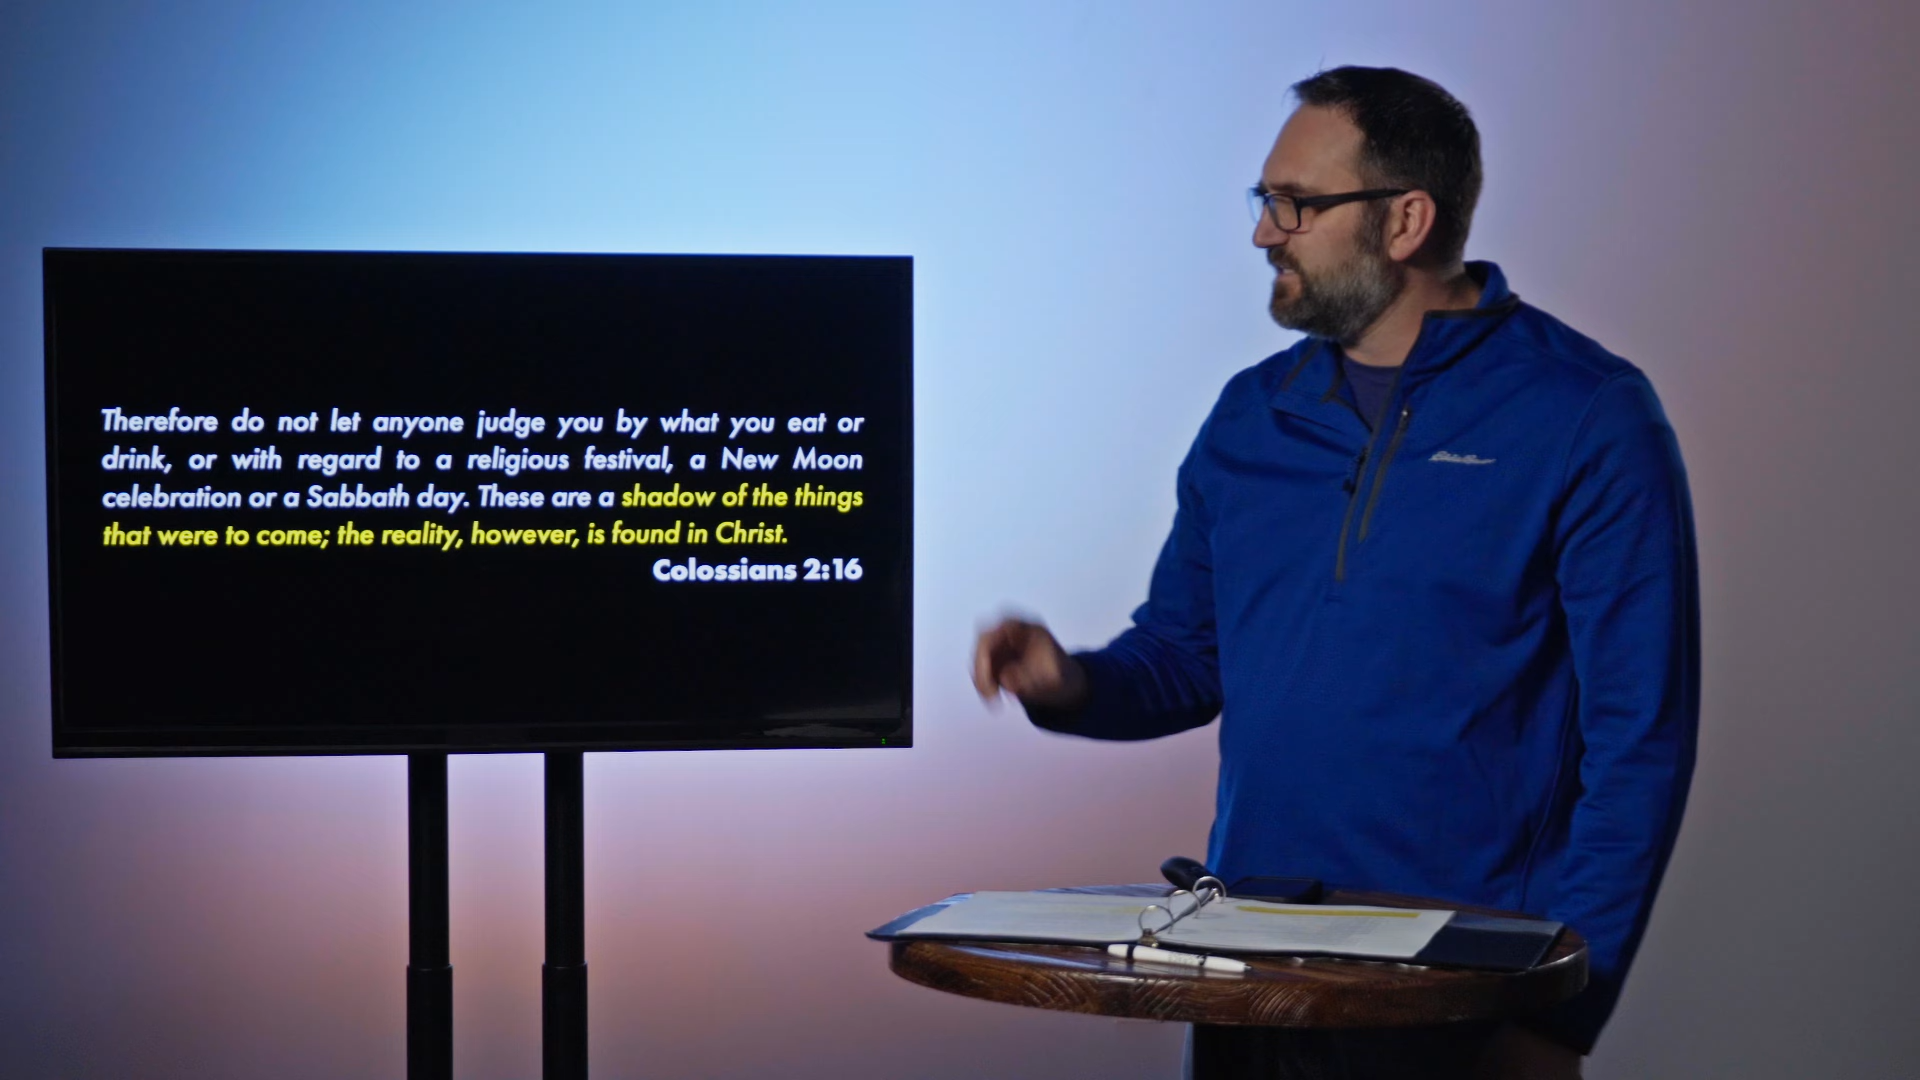 Therefore do not let anyone judge you by what you eat or
drink, or with regard to a religious festival, a New Moon
celebration or a Sabbath day. These are a shadow of the things
that were to come; the reality, however, is found in Christ.
Colossians 2:16
Eddie Bauer